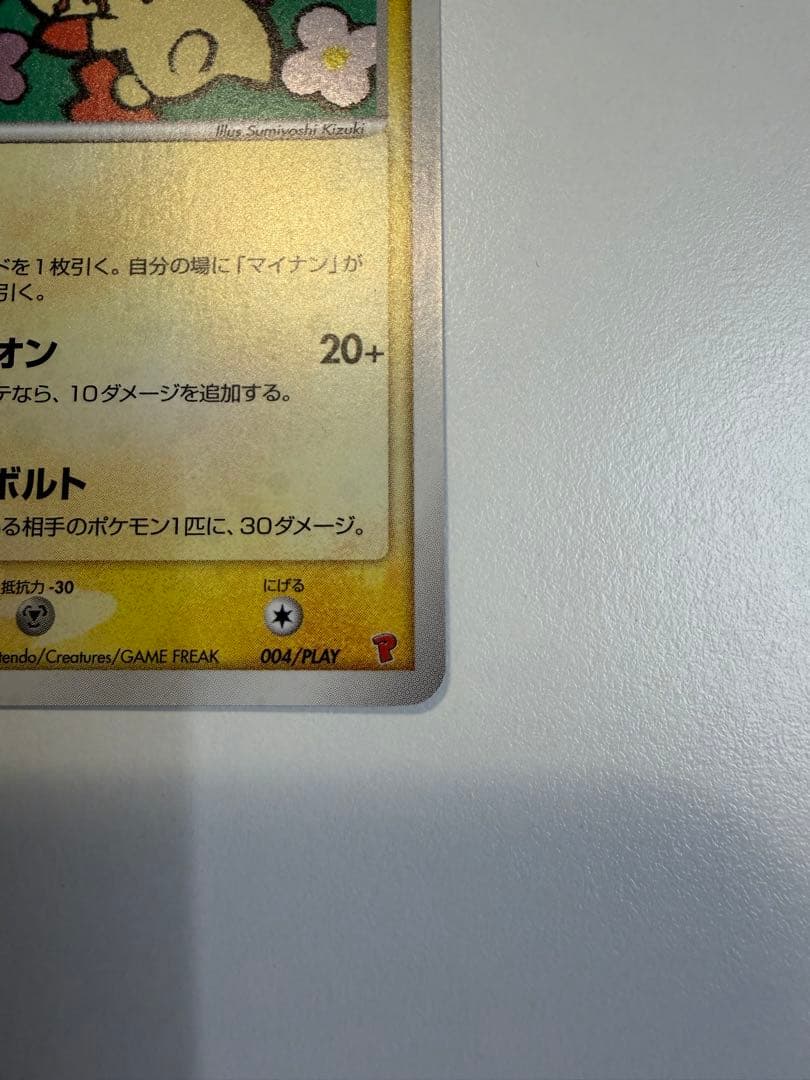 Illus Sumiyoshi Kizuki
ドを1枚引く。自分の場に「マイナン」が
引く。
オン 20+
テなら、10ダメージを追加する。
ボルト
る相手のポケモン1匹に、30ダメージ。
抵抗力 -30 にげる
tendo/Creatures/GAME FREAK 004/PLAY P